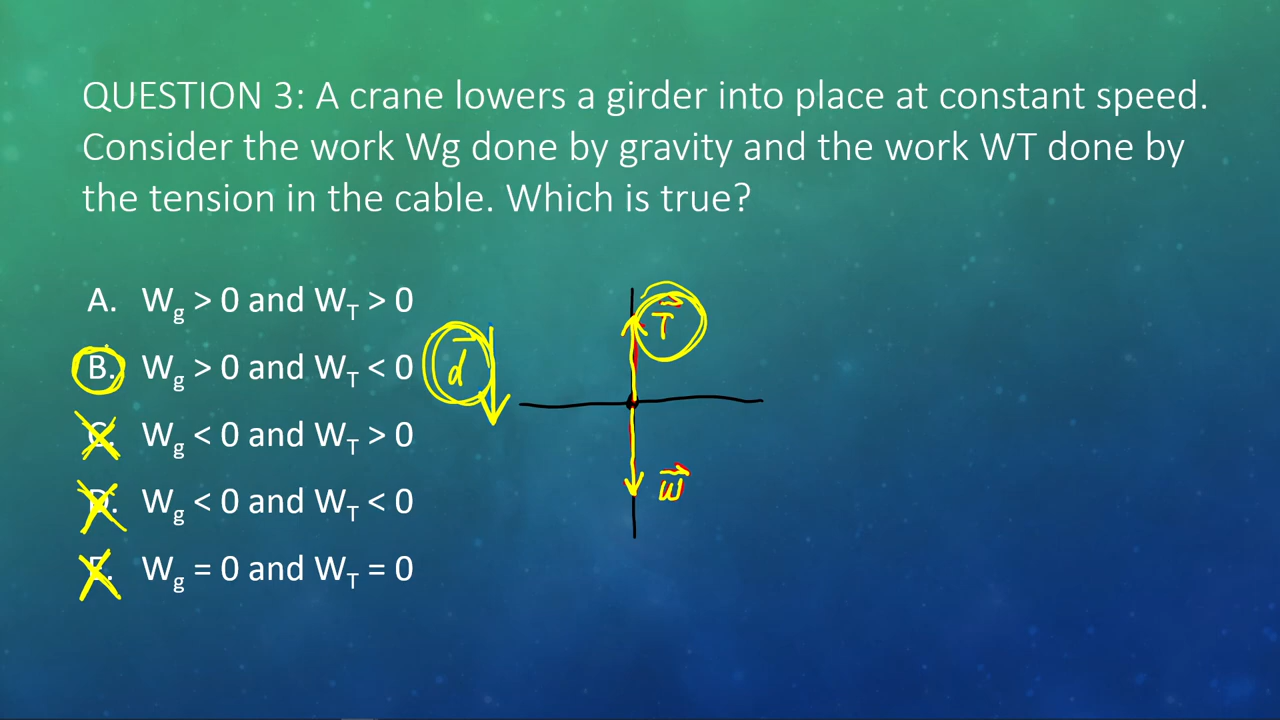 QUESTION 3: A crane lowers a girder into place at constant speed.
Consider the work Wg done by gravity and the work WT done by
the tension in the cable. Which is true?
A. Wg > 0 and WT > 0
B. Wg > 0 and WT < 0
C. Wg < 0 and WT > 0
D. Wg < 0 and WT < 0
E. Wg = 0 and WT = 0
d
T
w